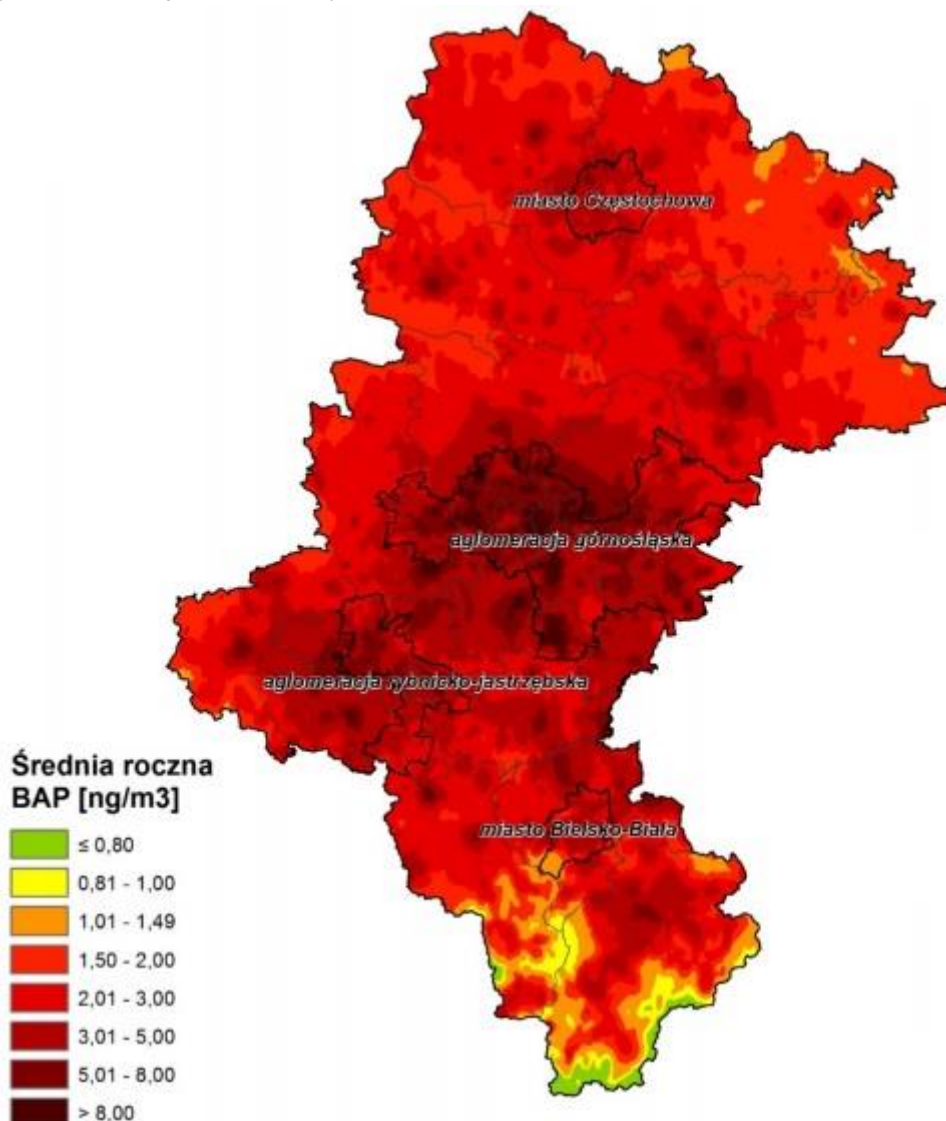 miasto Częstochowa
aglomeracja górnośląska
aglomeracja rybnicko-jastrzębska
miasto Bielsko-Biała
Średnia roczna
BAP [ng/m3]
≤ 0,80
0,81 - 1,00
1,01 - 1,49
1,50 - 2,00
2,01 - 3,00
3,01 - 5,00
5,01 - 8,00
> 8,00